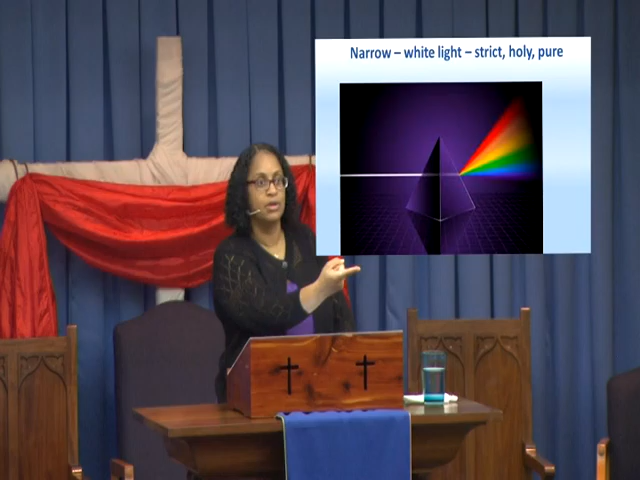 Narrow – white light – strict, holy, pure